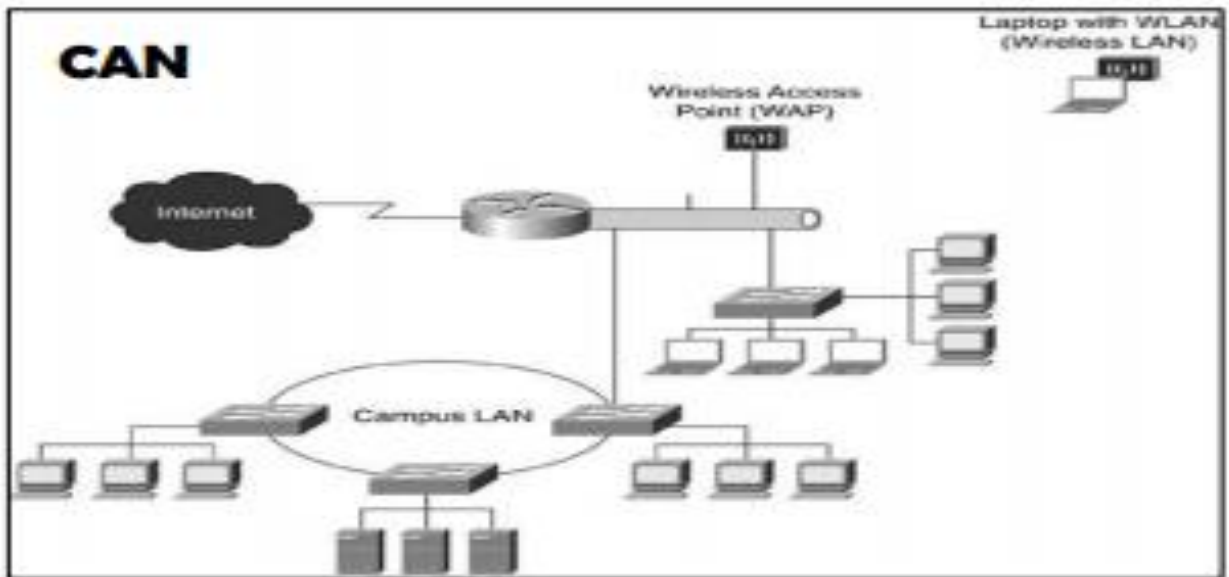 CAN
Laptop with WLAN
(Wireless LAN)
Wireless Access
Point (WAP)
Internet
Campus LAN